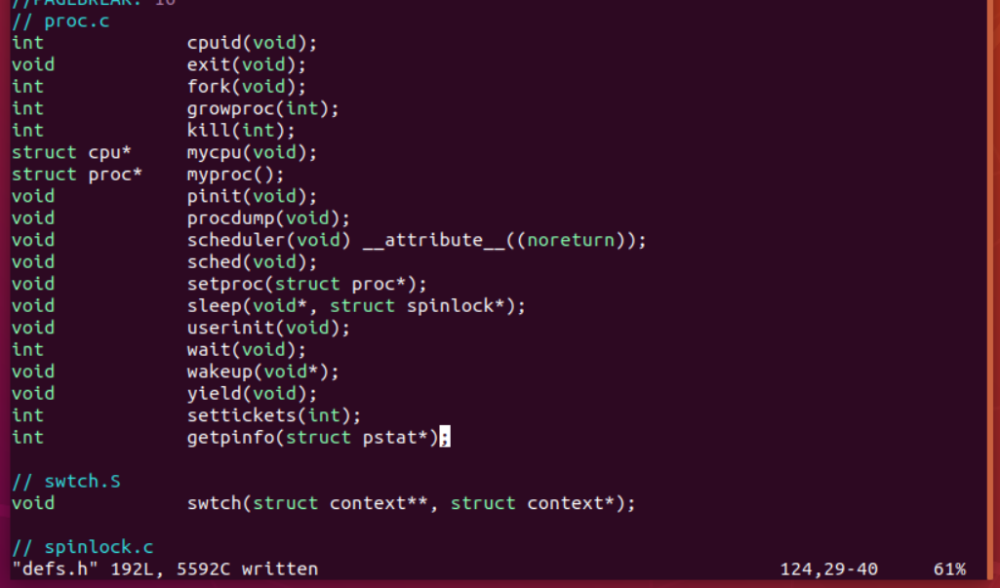 //PAGEBREAK: 16
// proc.c
int cpuid(void);
void exit(void);
int fork(void);
int growproc(int);
int kill(int);
struct cpu* mycpu(void);
struct proc* myproc();
void pinit(void);
void procdump(void);
void scheduler(void) __attribute__((noreturn));
void sched(void);
void setproc(struct proc*);
void sleep(void*, struct spinlock*);
void userinit(void);
int wait(void);
void wakeup(void*);
void yield(void);
int settickets(int);
int getpinfo(struct pstat*);
// swtch.S
void swtch(struct context**, struct context*);
// spinlock.c
"defs.h" 192L, 5592C written 124,29-40 61%